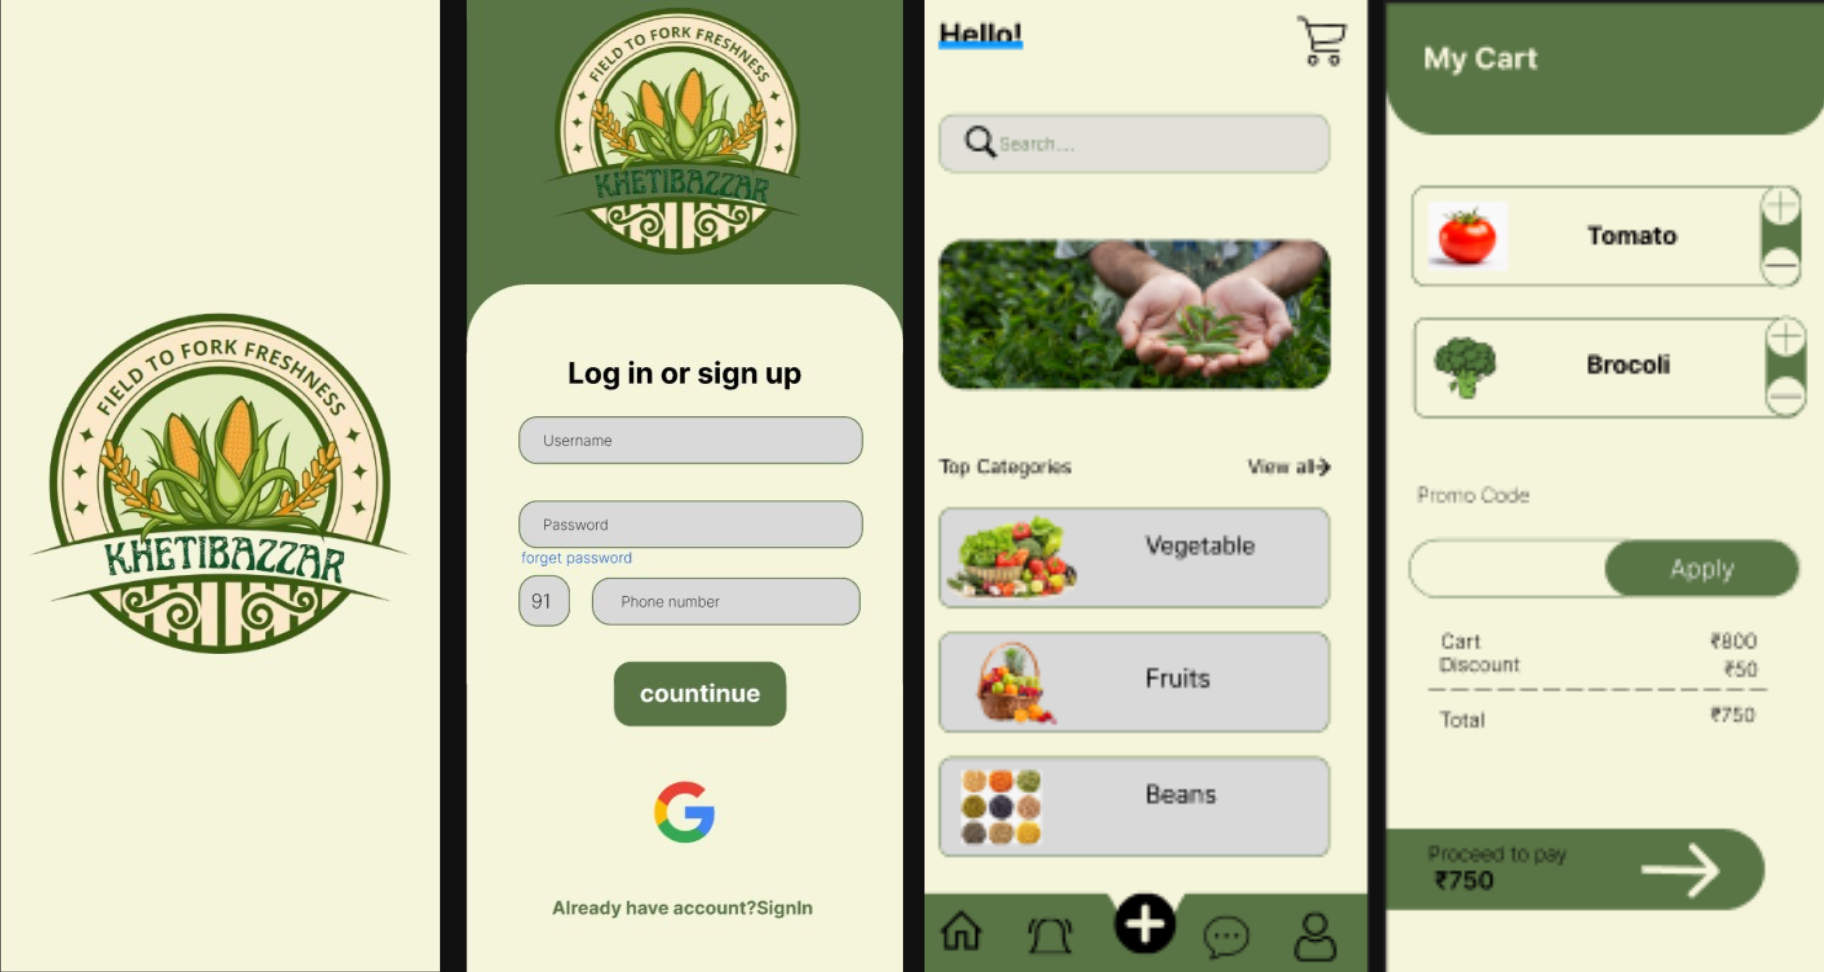 FIELD TO FORK FRESHNESS
KHETIBAZZAR
FIELD TO FORK FRESHNESS
KHETIBAZZAR
Log in or sign up
Username
Password
forget password
91
Phone number
countinue
Already have account?SignIn
Hello!
Search...
Top Categories
View all
Vegetable
Fruits
Beans
My Cart
Tomato
Brocoli
Promo Code
Apply
Cart ₹800
Discount ₹50
Total ₹750
Proceed to pay
₹750